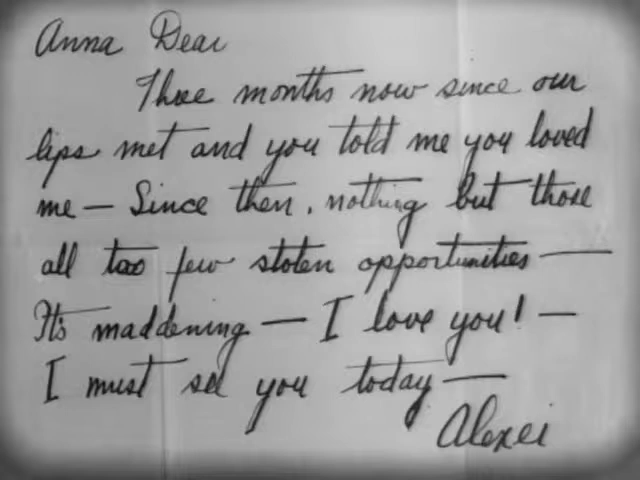 Anna Dear
Three months now since our
lips met and you told me you loved
me — Since then, nothing but those
all too few stolen opportunities —
It's maddening — I love you! —
I must see you today —
Alexei